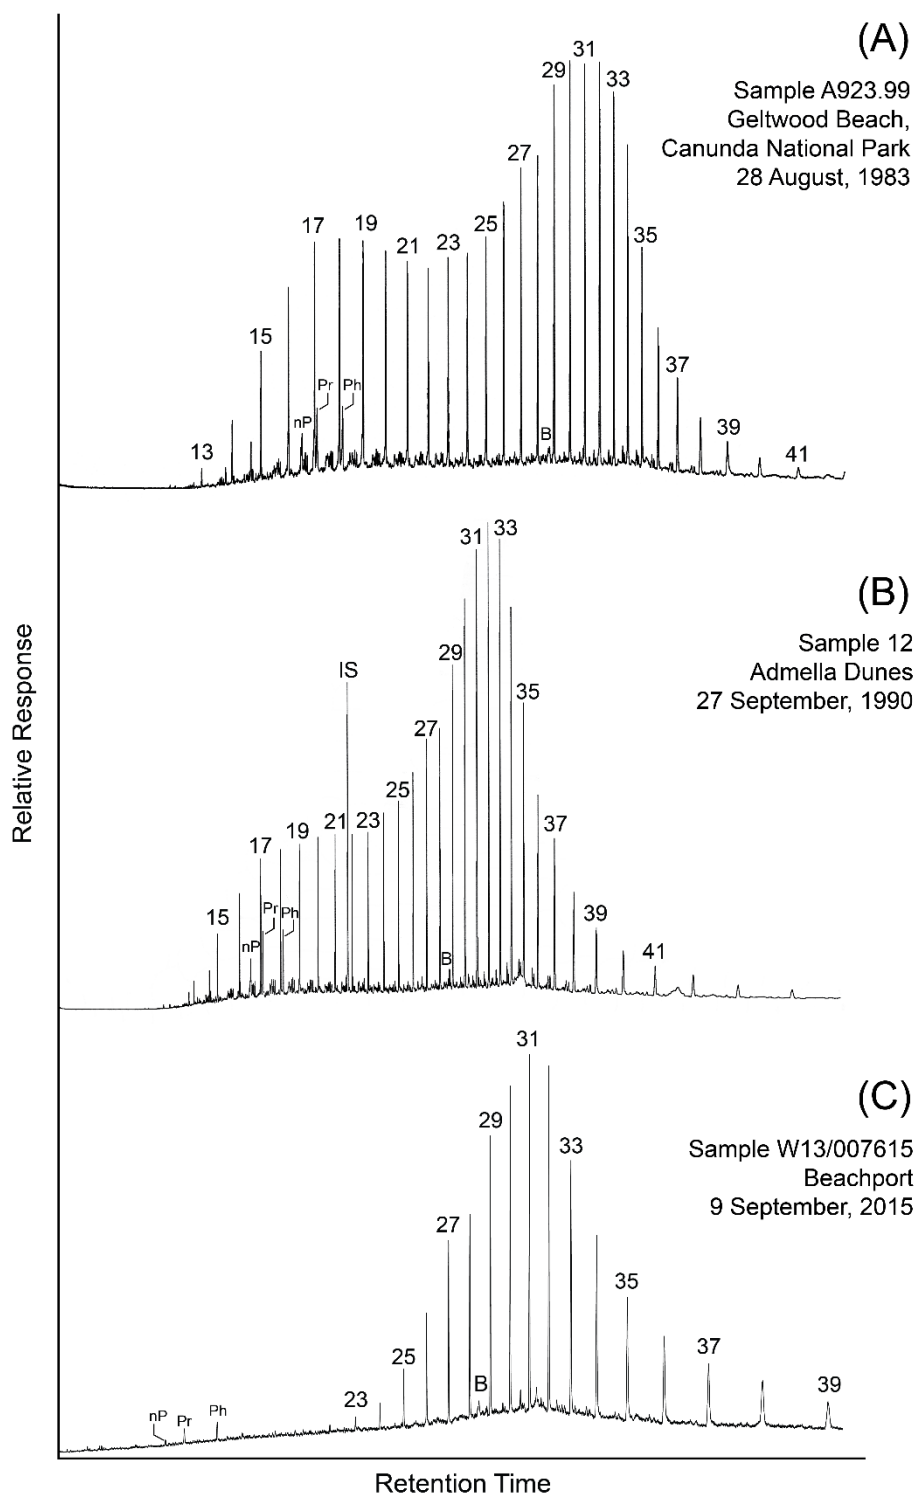 (A)
Sample A923.99
Geltwood Beach,
Canunda National Park
28 August, 1983
13
15
17
19
21
23
25
27
29
31
33
35
37
39
41
nP
Pr
Ph
B
(B)
Sample 12
Admella Dunes
27 September, 1990
15
17
19
21
IS
23
25
27
29
31
33
35
37
39
41
nP
Pr
Ph
B
(C)
Sample W13/007615
Beachport
9 September, 2015
nP
Pr
Ph
23
25
27
B
29
31
33
35
37
39
Relative Response
Retention Time